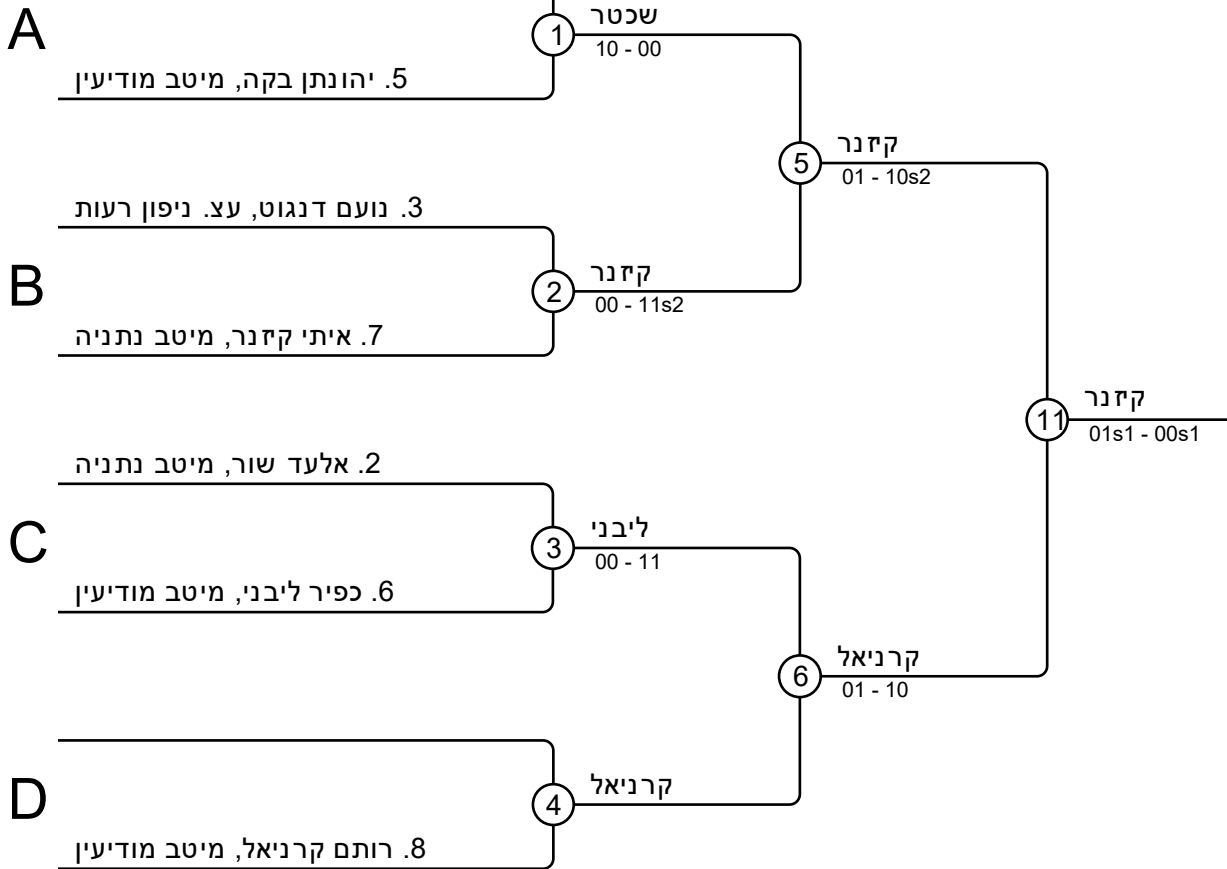 A
1
שכטר
10 - 00
5. יהונתן בקה, מיטב מודיעין
5
קיזנר
01 - 10s2
3. נועם דנגוט, עצ. ניפון רעות
B
2
קיזנר
00 - 11s2
7. איתי קיזנר, מיטב נתניה
11
קיזנר
01s1 - 00s1
2. אלעד שור, מיטב נתניה
C
3
ליבני
00 - 11
6. כפיר ליבני, מיטב מודיעין
6
קרניאל
01 - 10
D
4
קרניאל
8. רותם קרניאל, מיטב מודיעין